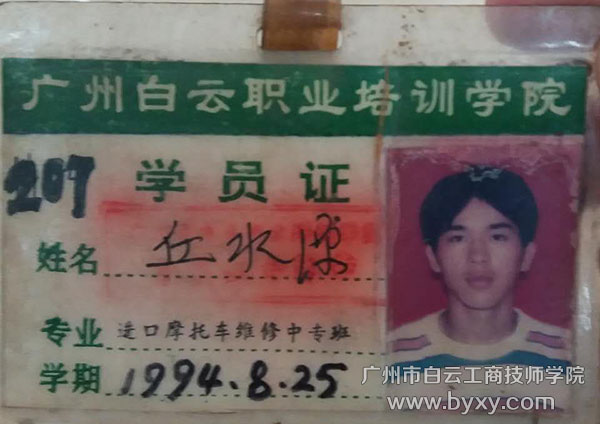 广州白云职业培训学院
207 学员证
姓名 丘水深
专业 进口摩托车维修中专班
学期 1994.8.25
广州市白云工商技师学院
www.byxy.com